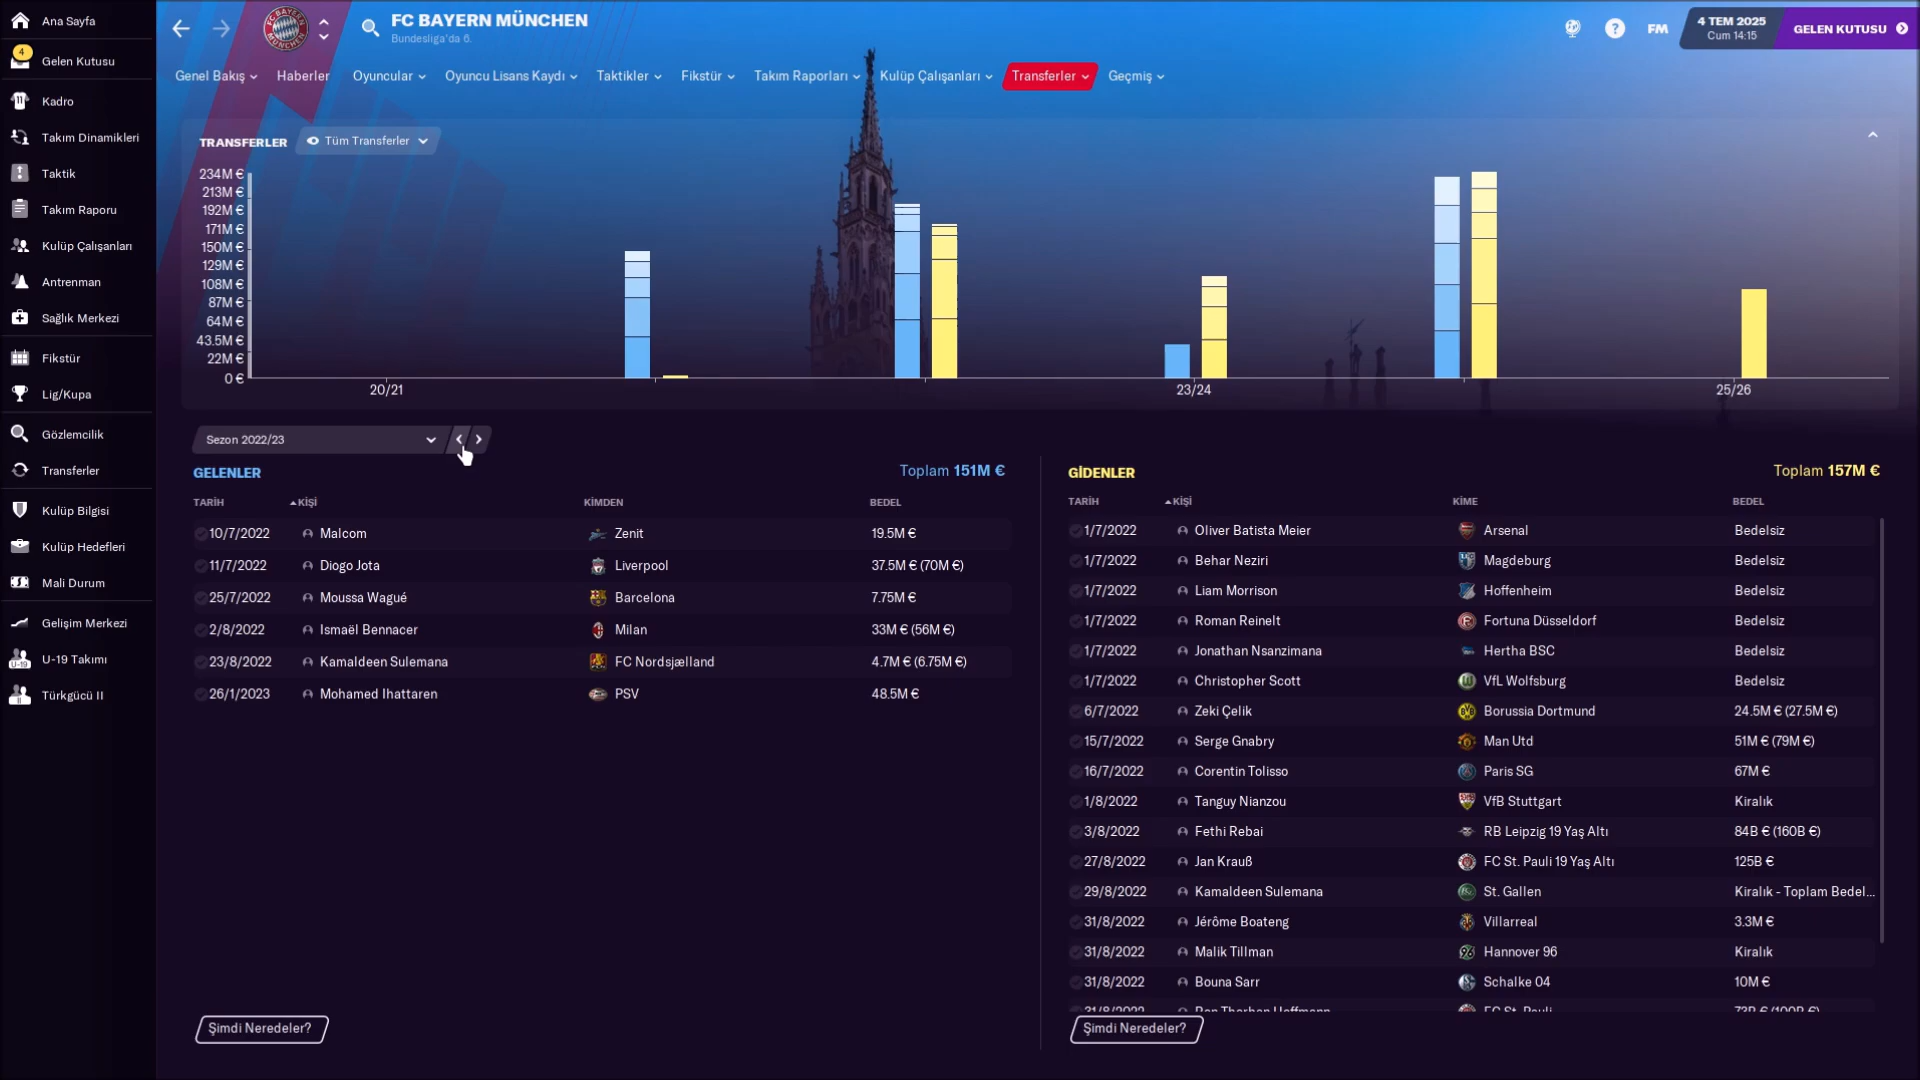 Ana Sayfa
4
Gelen Kutusu
Kadro
Takım Dinamikleri
Taktik
Takım Raporu
Kulüp Çalışanları
Antrenman
Sağlık Merkezi
Fikstür
Lig/Kupa
Gözlemcilik
Transferler
Kulüp Bilgisi
Kulüp Hedefleri
Mali Durum
Gelişim Merkezi
U-19 Takımı
Türkgücü II
FC BAYERN MÜNCHEN
Bundesliga'da 6.
FM
4 TEM 2025
Cum 14:15
GELEN KUTUSU
Genel Bakış Haberler Oyuncular Oyuncu Lisans Kaydı Taktikler Fikstür Takım Raporları Kulüp Çalışanları Transferler Geçmiş
TRANSFERLER Tüm Transferler
234M €
213M €
192M €
171M €
150M €
129M €
108M €
87M €
64M €
43.5M €
22M €
0 €
20/21 23/24 25/26
Sezon 2022/23
GELENLER Toplam 151M €
TARİH KİŞİ KİMDEN BEDEL
10/7/2022 Malcom Zenit 19.5M €
11/7/2022 Diogo Jota Liverpool 37.5M € (70M €)
25/7/2022 Moussa Wagué Barcelona 7.75M €
2/8/2022 Ismaël Bennacer Milan 33M € (56M €)
23/8/2022 Kamaldeen Sulemana FC Nordsjælland 4.7M € (6.75M €)
26/1/2023 Mohamed Ihattaren PSV 48.5M €
Şimdi Neredeler?
GİDENLER Toplam 157M €
TARİH KİŞİ KİME BEDEL
1/7/2022 Oliver Batista Meier Arsenal Bedelsiz
1/7/2022 Behar Neziri Magdeburg Bedelsiz
1/7/2022 Liam Morrison Hoffenheim Bedelsiz
1/7/2022 Roman Reinelt Fortuna Düsseldorf Bedelsiz
1/7/2022 Jonathan Nsanzimana Hertha BSC Bedelsiz
1/7/2022 Christopher Scott VfL Wolfsburg Bedelsiz
6/7/2022 Zeki Çelik Borussia Dortmund 24.5M € (27.5M €)
15/7/2022 Serge Gnabry Man Utd 51M € (79M €)
16/7/2022 Corentin Tolisso Paris SG 67M €
1/8/2022 Tanguy Nianzou VfB Stuttgart Kiralık
3/8/2022 Fethi Rebai RB Leipzig 19 Yaş Altı 84B € (160B €)
27/8/2022 Jan Krauß FC St. Pauli 19 Yaş Altı 125B €
29/8/2022 Kamaldeen Sulemana St. Gallen Kiralık - Toplam Bedel...
31/8/2022 Jérôme Boateng Villarreal 3.3M €
31/8/2022 Malik Tillman Hannover 96 Kiralık
31/8/2022 Bouna Sarr Schalke 04 10M €
31/8/2022 Ron Thorben Hoffmann FC St. Pauli
Şimdi Neredeler?